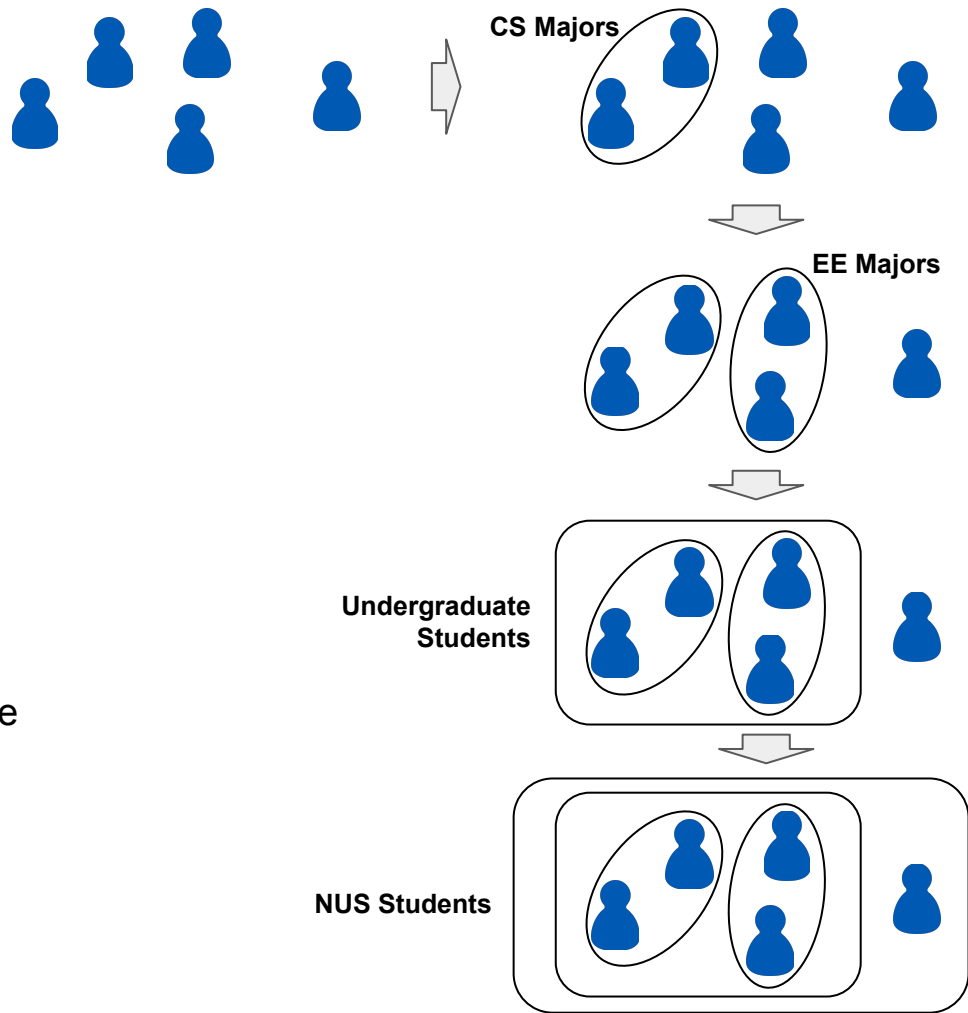 CS Majors
EE Majors
Undergraduate
Students
e
NUS Students